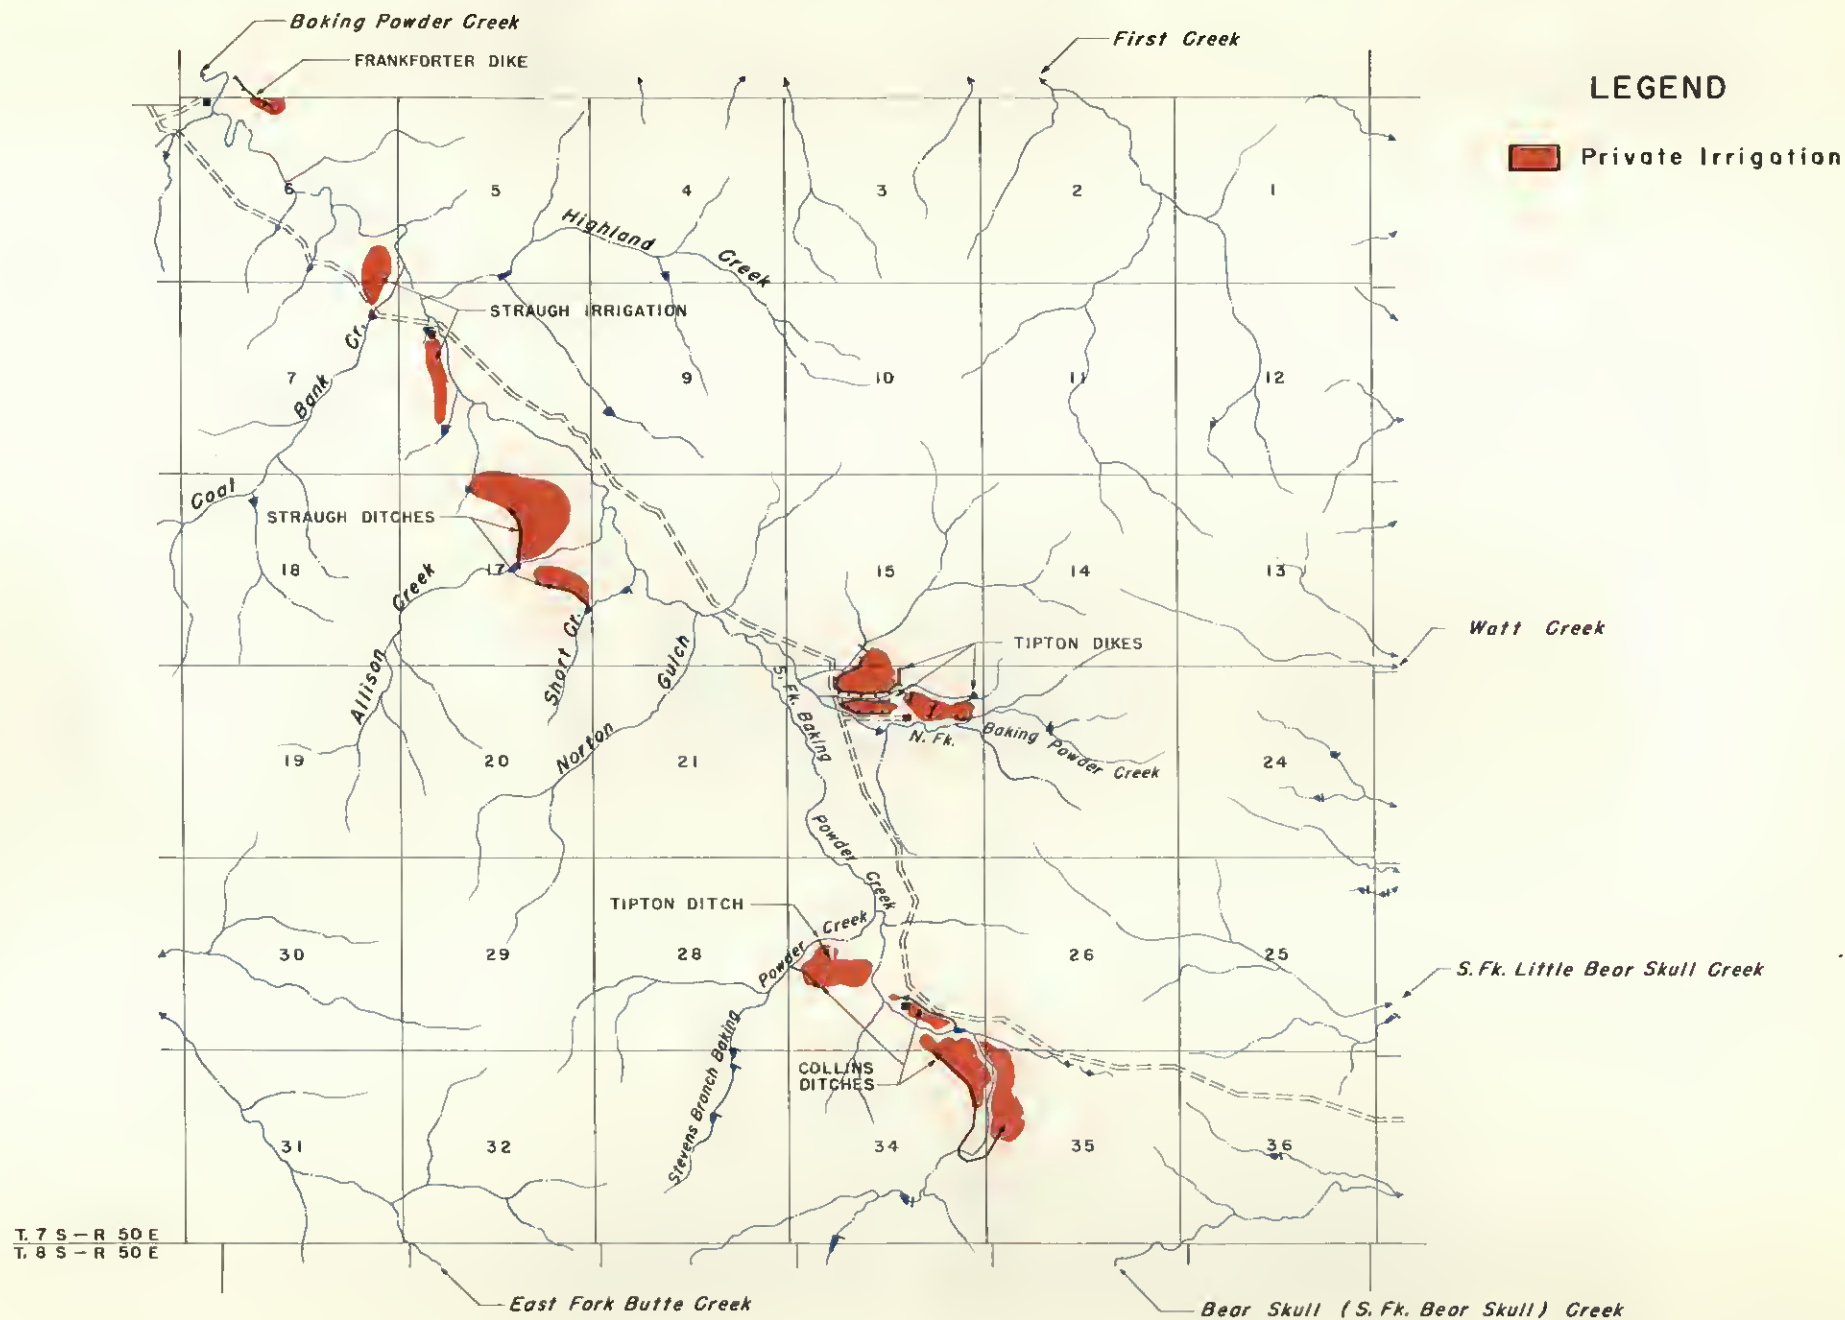 Baking Powder Creek
First Creek
FRANKFORTER DIKE
LEGEND
Private Irrigation
6
5
4
3
2
1
Highland Creek
STRAUGH IRRIGATION
Coal Bank Cr.
7
9
10
11
12
STRAUGH DITCHES
18
17
15
14
13
Allison Creek
Short Cr.
Norton Gulch
Watt Creek
TIPTON DIKES
S. Fk. Baking Powder Creek
N. Fk. Baking Powder Creek
19
20
21
24
TIPTON DITCH
30
29
28
26
25
Stevens Branch Baking Powder Creek
S. Fk. Little Bear Skull Creek
COLLINS
DITCHES
31
32
34
35
36
T. 7 S – R 50 E
T. 8 S – R 50 E
East Fork Butte Creek
Bear Skull (S. Fk. Bear Skull) Creek